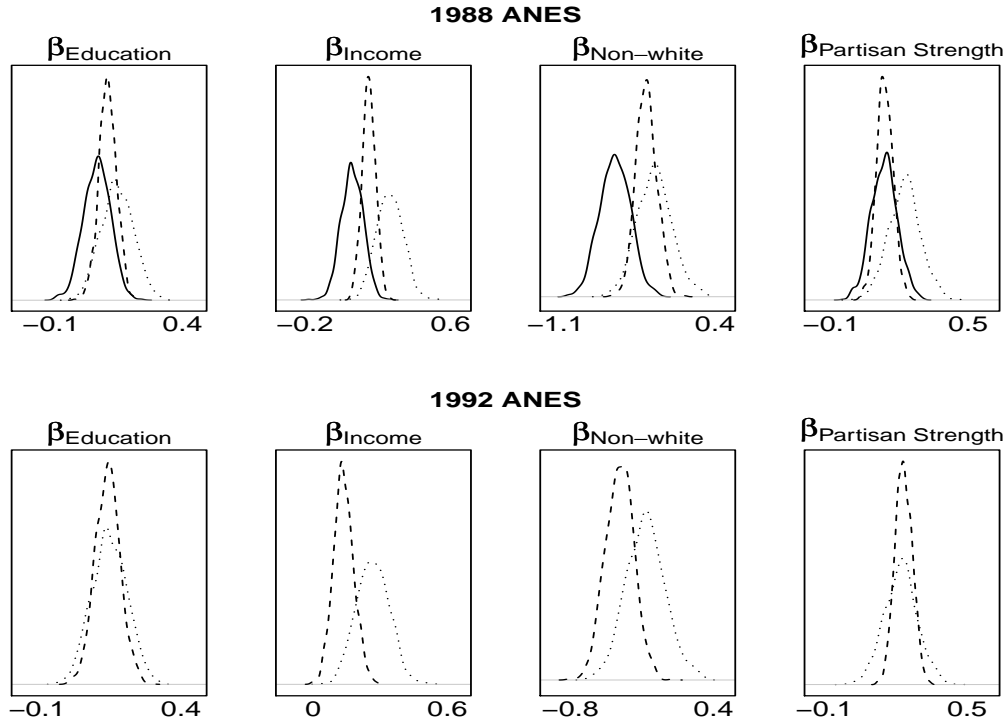 1988 ANES
βEducation βIncome βNon−white βPartisan Strength
−0.1 0.4 −0.2 0.6 −1.1 0.4 −0.1 0.5
1992 ANES
βEducation βIncome βNon−white βPartisan Strength
−0.1 0.4 0 0.6 −0.8 0.4 −0.1 0.5